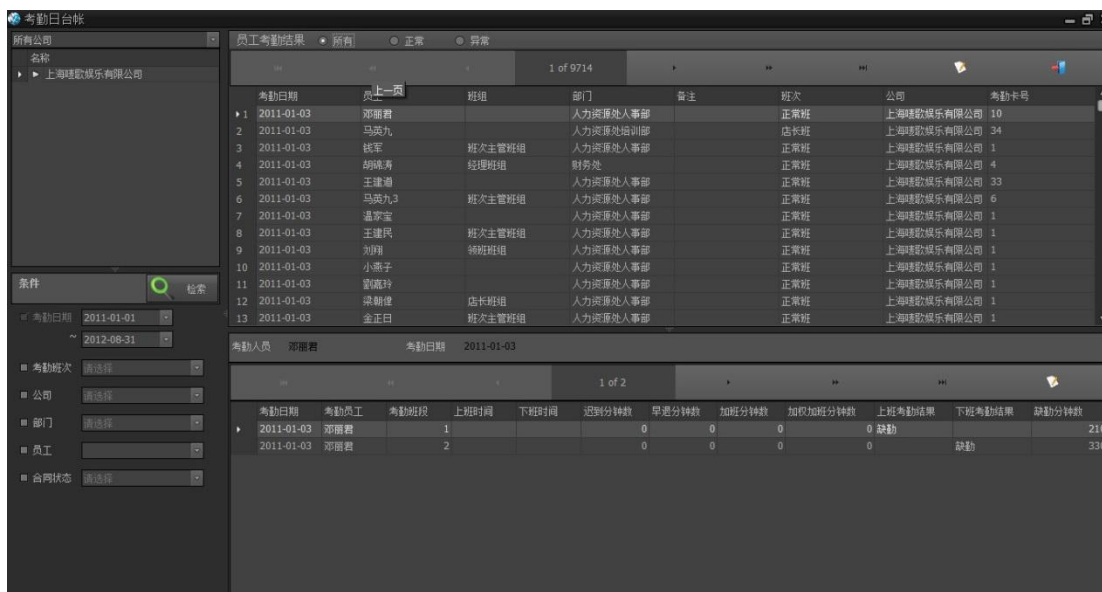 考勤日台帐
所有公司
名称
上海嘻歌娱乐有限公司
条件
检索
考勤日期 2011-01-01
~ 2012-08-31
考勤班次 请选择
公司 请选择
部门 请选择
员工
合同状态 请选择
员工考勤结果 所有 正常 异常
1 of 9714
上一页
考勤日期 员工 班组 部门 备注 班次 公司 考勤卡号
1 2011-01-03 邓丽君 人力资源处人事部 正常班 上海嘻歌娱乐有限公司 10
2 2011-01-03 马英九 人力资源处培训部 店长班 上海嘻歌娱乐有限公司 34
3 2011-01-03 钱军 班次主管班组 人力资源处人事部 正常班 上海嘻歌娱乐有限公司 1
4 2011-01-03 胡锦涛 经理班组 财务处 正常班 上海嘻歌娱乐有限公司 4
5 2011-01-03 王建道 人力资源处人事部 正常班 上海嘻歌娱乐有限公司 33
6 2011-01-03 马英九3 班次主管班组 人力资源处人事部 正常班 上海嘻歌娱乐有限公司 6
7 2011-01-03 温家宝 人力资源处人事部 正常班 上海嘻歌娱乐有限公司 1
8 2011-01-03 王建民 班次主管班组 人力资源处人事部 正常班 上海嘻歌娱乐有限公司 1
9 2011-01-03 刘翔 领班班组 人力资源处人事部 正常班 上海嘻歌娱乐有限公司 1
10 2011-01-03 小燕子 人力资源处人事部 正常班 上海嘻歌娱乐有限公司 1
11 2011-01-03 劉嘉玲 人力资源处人事部 正常班 上海嘻歌娱乐有限公司 1
12 2011-01-03 梁朝偉 店长班组 人力资源处人事部 正常班 上海嘻歌娱乐有限公司 1
13 2011-01-03 金正日 班次主管班组 人力资源处人事部 正常班 上海嘻歌娱乐有限公司 1
考勤人员 邓丽君 考勤日期 2011-01-03
1 of 2
考勤日期 考勤员工 考勤班段 上班时间 下班时间 迟到分钟数 早退分钟数 加班分钟数 加权加班分钟数 上班考勤结果 下班考勤结果 缺勤分钟数
2011-01-03 邓丽君 1 0 0 0 0 缺勤
2011-01-03 邓丽君 2 0 0 0 0 缺勤